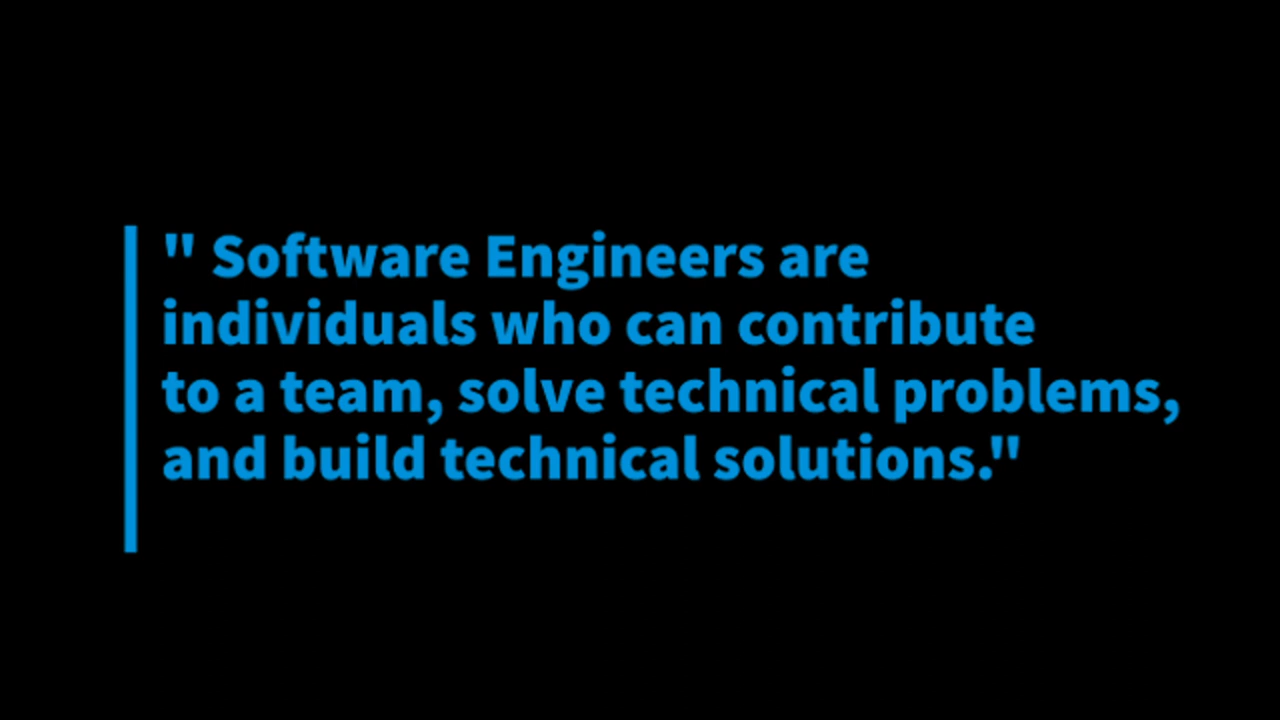 " Software Engineers are
individuals who can contribute
to a team, solve technical problems,
and build technical solutions."